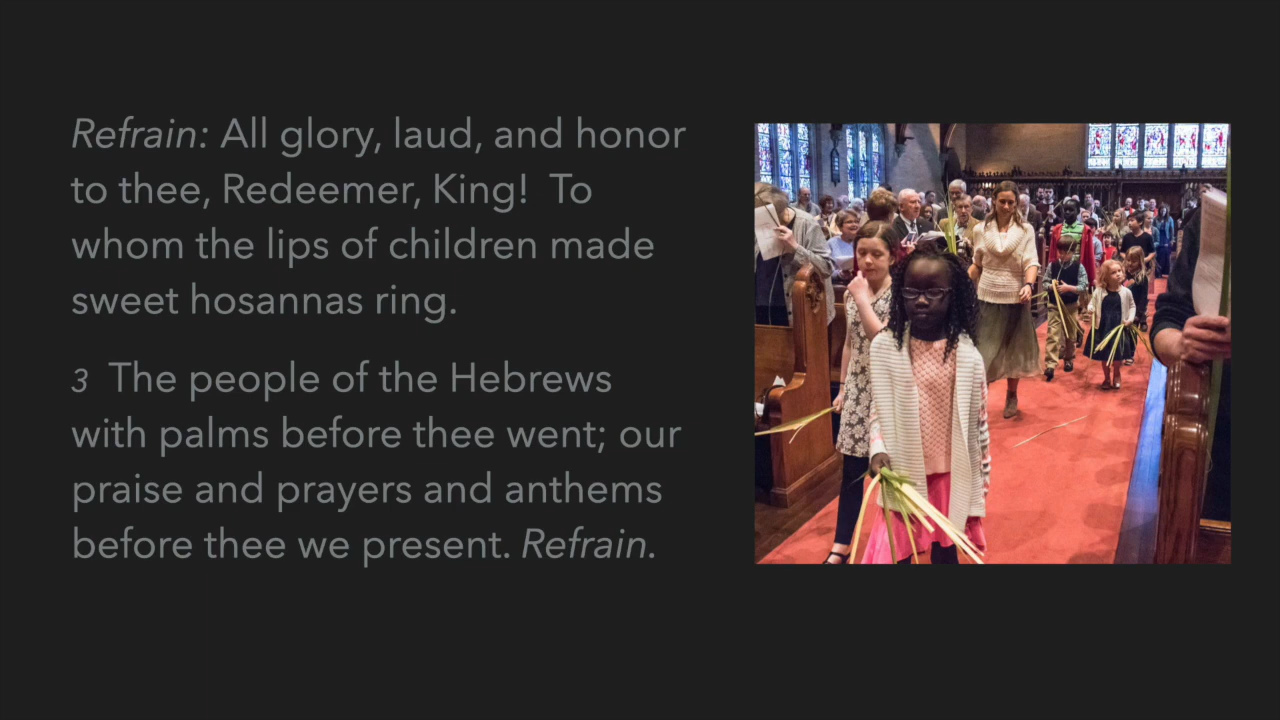 Refrain: All glory, laud, and honor
to thee, Redeemer, King!  To
whom the lips of children made
sweet hosannas ring.
3  The people of the Hebrews
with palms before thee went; our
praise and prayers and anthems
before thee we present. Refrain.